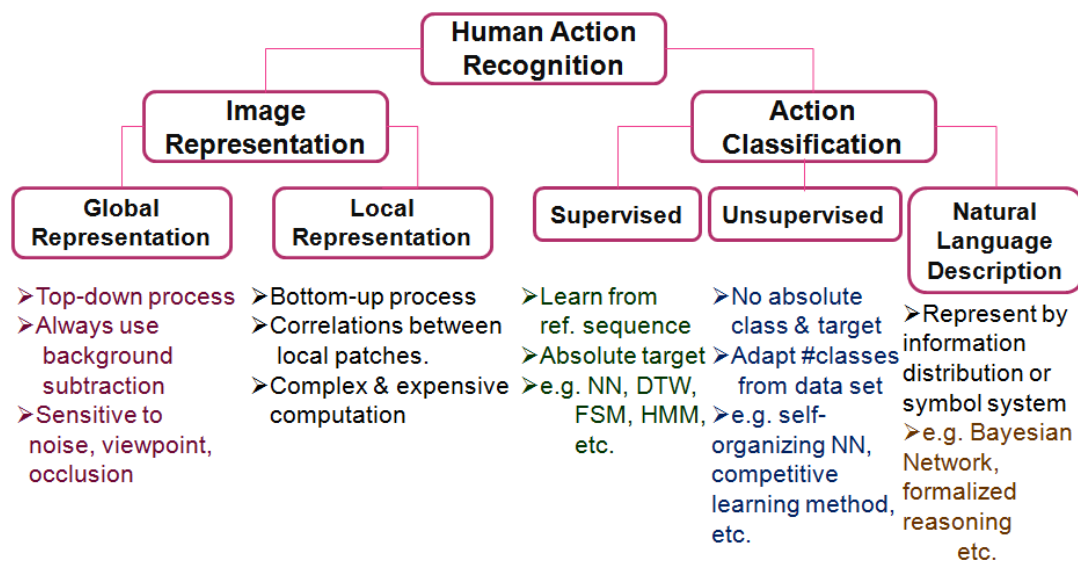 Human Action
Recognition
Image
Representation
Action
Classification
Global
Representation
Local
Representation
Supervised
Unsupervised
Natural
Language
Description
➢Top-down process
➢Always use
background
subtraction
➢Sensitive to
noise, viewpoint,
occlusion
➢Bottom-up process
➢Correlations between
local patches.
➢Complex & expensive
computation
➢Learn from
ref. sequence
➢Absolute target
➢e.g. NN, DTW,
FSM, HMM,
etc.
➢No absolute
class & target
➢Adapt #classes
from data set
➢e.g. self-
organizing NN,
competitive
learning method,
etc.
➢Represent by
information
distribution or
symbol system
➢e.g. Bayesian
Network,
formalized
reasoning
etc.